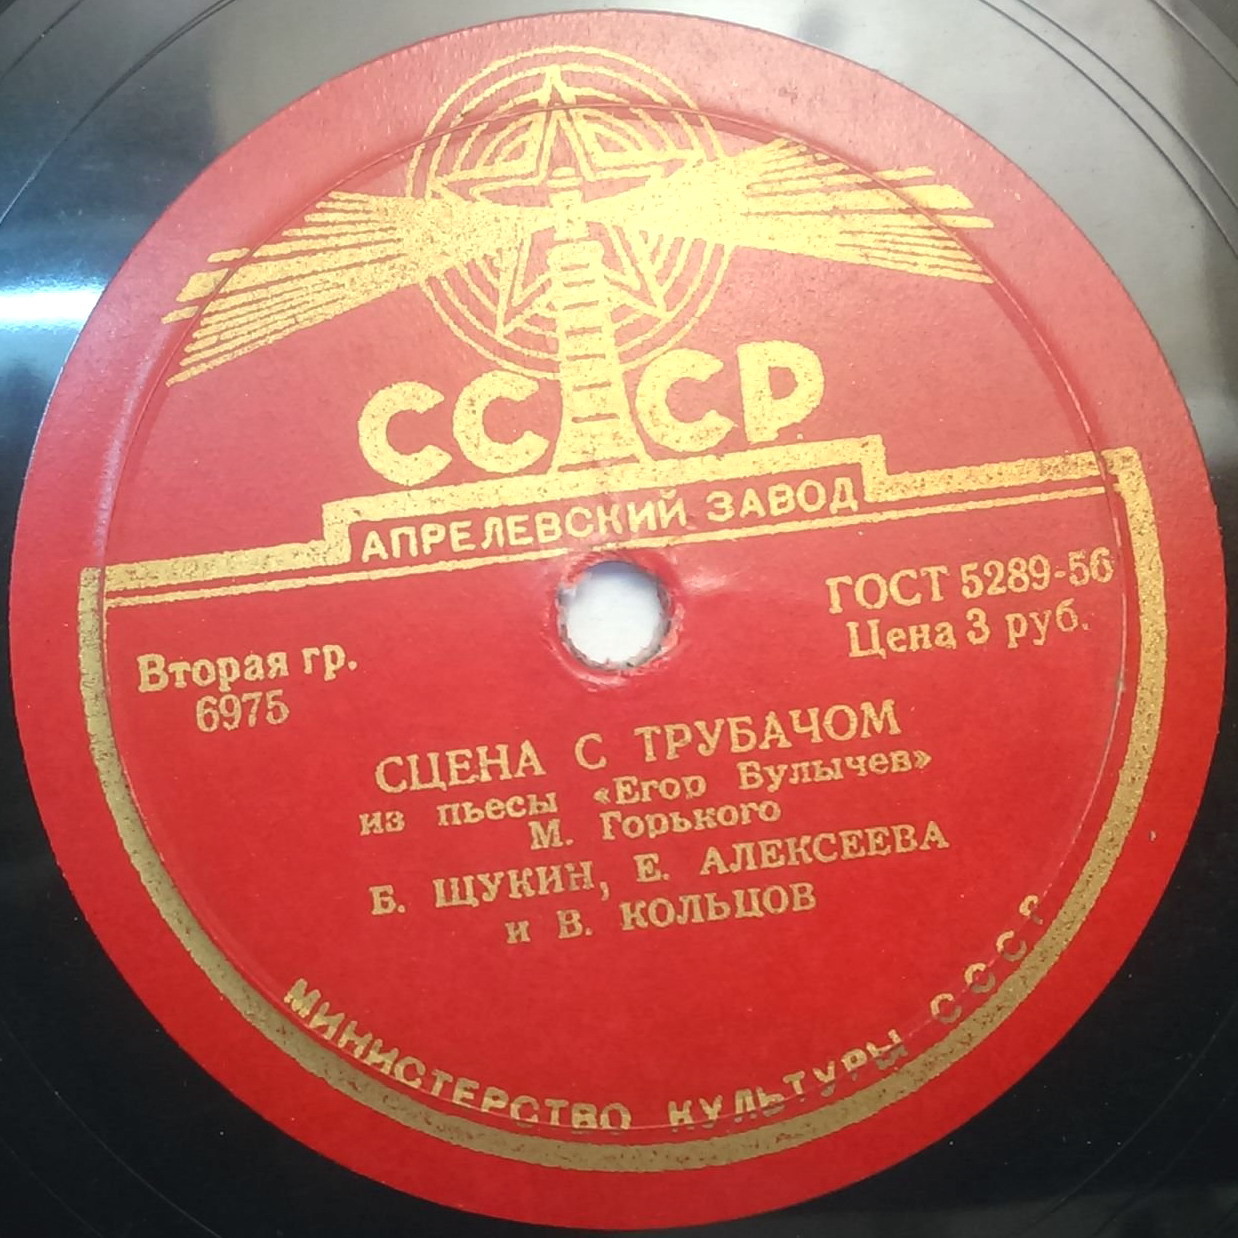 СССР
АПРЕЛЕВСКИЙ ЗАВОД
ГОСТ 5289-56
Цена 3 руб.
Вторая гр.
6975
СЦЕНА С ТРУБАЧОМ
из пьесы «Егор Булычев»
М. Горького
Б. ЩУКИН, Е. АЛЕКСЕЕВА
и В. КОЛЬЦОВ
МИНИСТЕРСТВО КУЛЬТУРЫ СССР